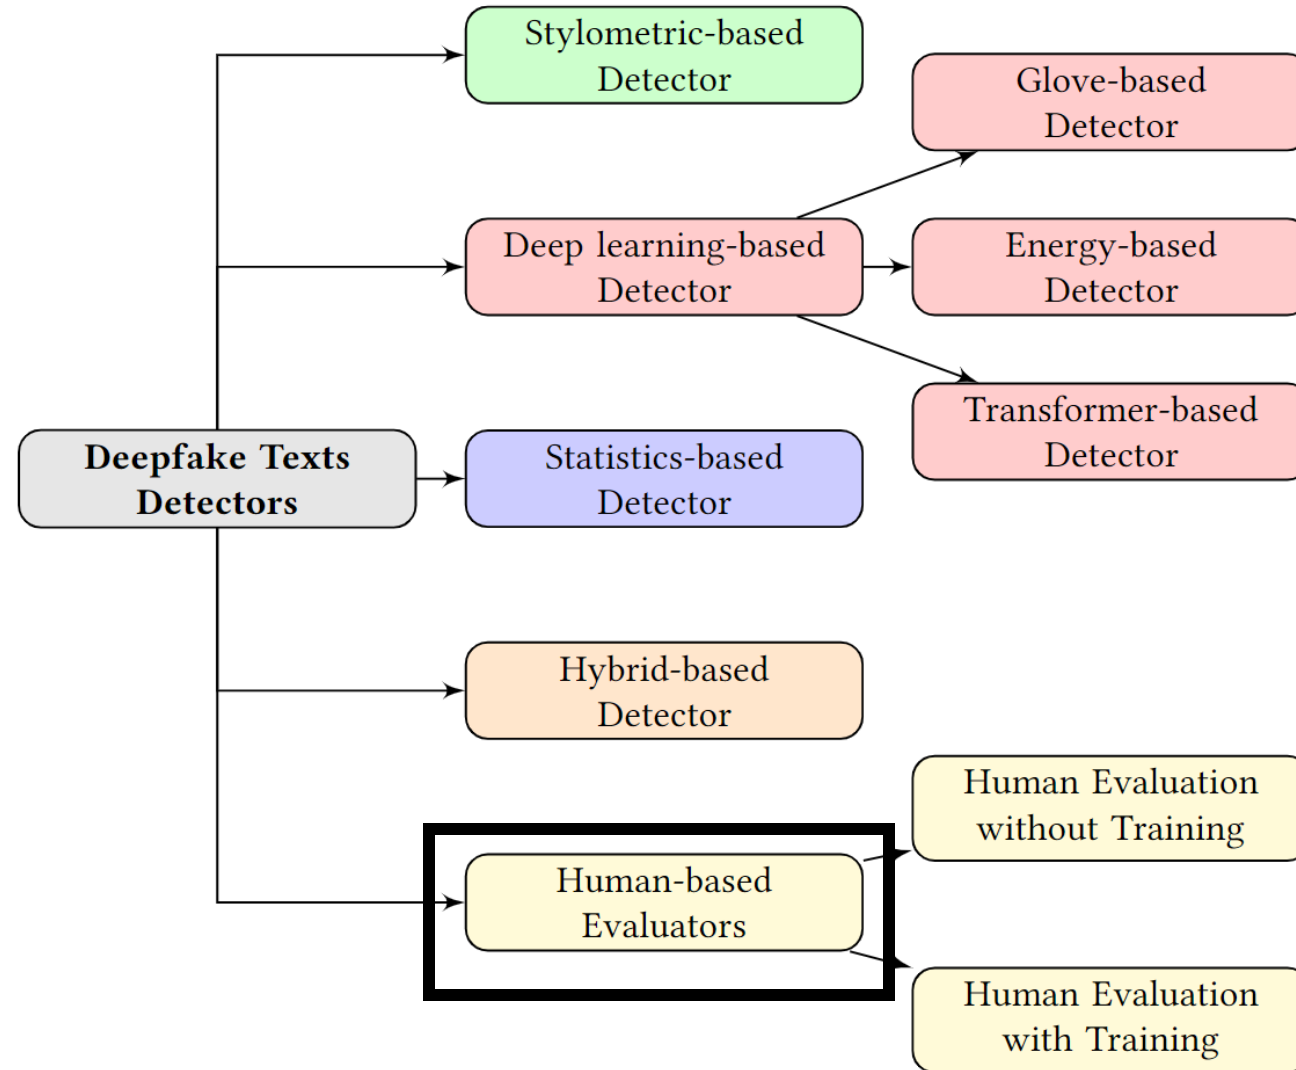 Stylometric-based
Detector
Glove-based
Detector
Deep learning-based
Detector
Energy-based
Detector
Transformer-based
Detector
Deepfake Texts
Detectors
Statistics-based
Detector
Hybrid-based
Detector
Human Evaluation
without Training
Human-based
Evaluators
Human Evaluation
with Training